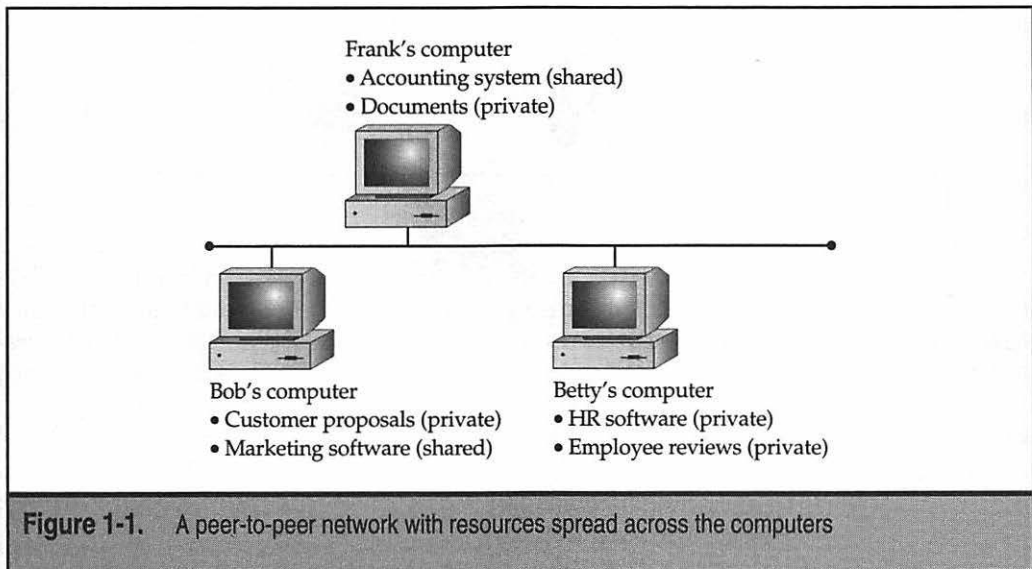 Frank's computer
• Accounting system (shared)
• Documents (private)
Bob's computer
• Customer proposals (private)
• Marketing software (shared)
Betty's computer
• HR software (private)
• Employee reviews (private)
Figure 1-1. A peer-to-peer network with resources spread across the computers